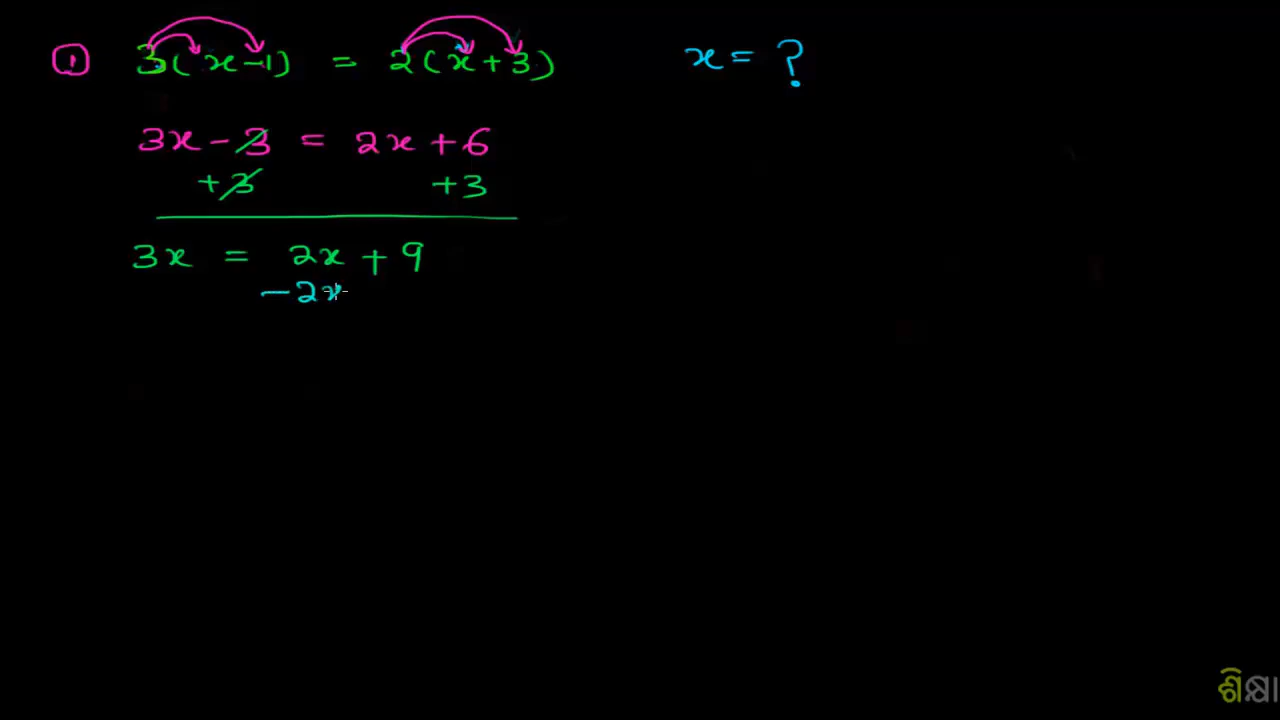 ① 3(x-1) = 2(x+3) x = ?
3x - 3 = 2x + 6
+3 +3
3x = 2x + 9
-2x
ଶିକ୍ଷା